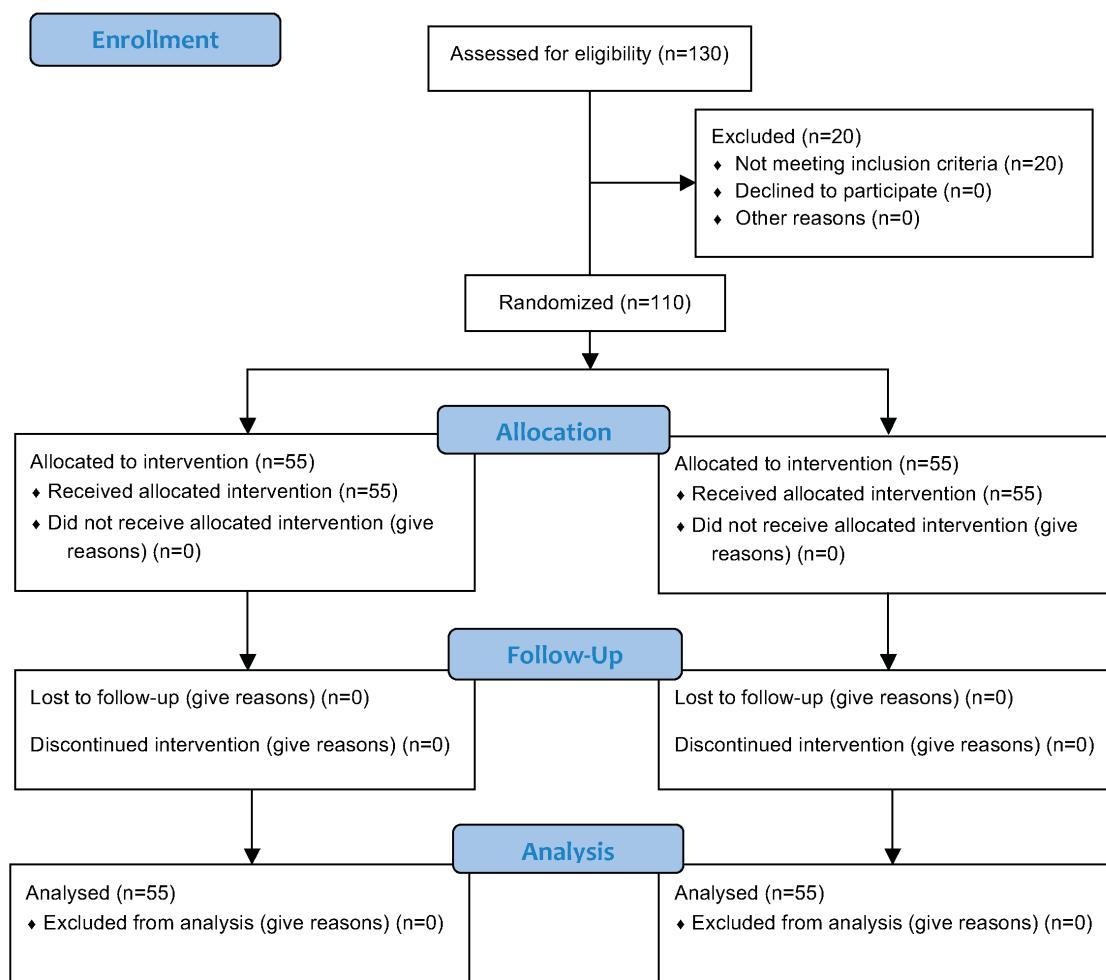 Enrollment
Assessed for eligibility (n=130)
Excluded (n=20)
♦ Not meeting inclusion criteria (n=20)
♦ Declined to participate (n=0)
♦ Other reasons (n=0)
Randomized (n=110)
Allocation
Allocated to intervention (n=55)
♦ Received allocated intervention (n=55)
♦ Did not receive allocated intervention (give
reasons) (n=0)
Allocated to intervention (n=55)
♦ Received allocated intervention (n=55)
♦ Did not receive allocated intervention (give
reasons) (n=0)
Follow-Up
Lost to follow-up (give reasons) (n=0)
Discontinued intervention (give reasons) (n=0)
Lost to follow-up (give reasons) (n=0)
Discontinued intervention (give reasons) (n=0)
Analysis
Analysed (n=55)
♦ Excluded from analysis (give reasons) (n=0)
Analysed (n=55)
♦ Excluded from analysis (give reasons) (n=0)